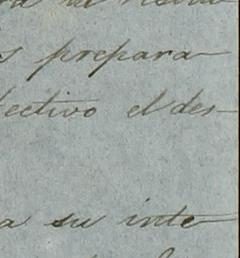 s prepara
fectivo el des-
a su inte